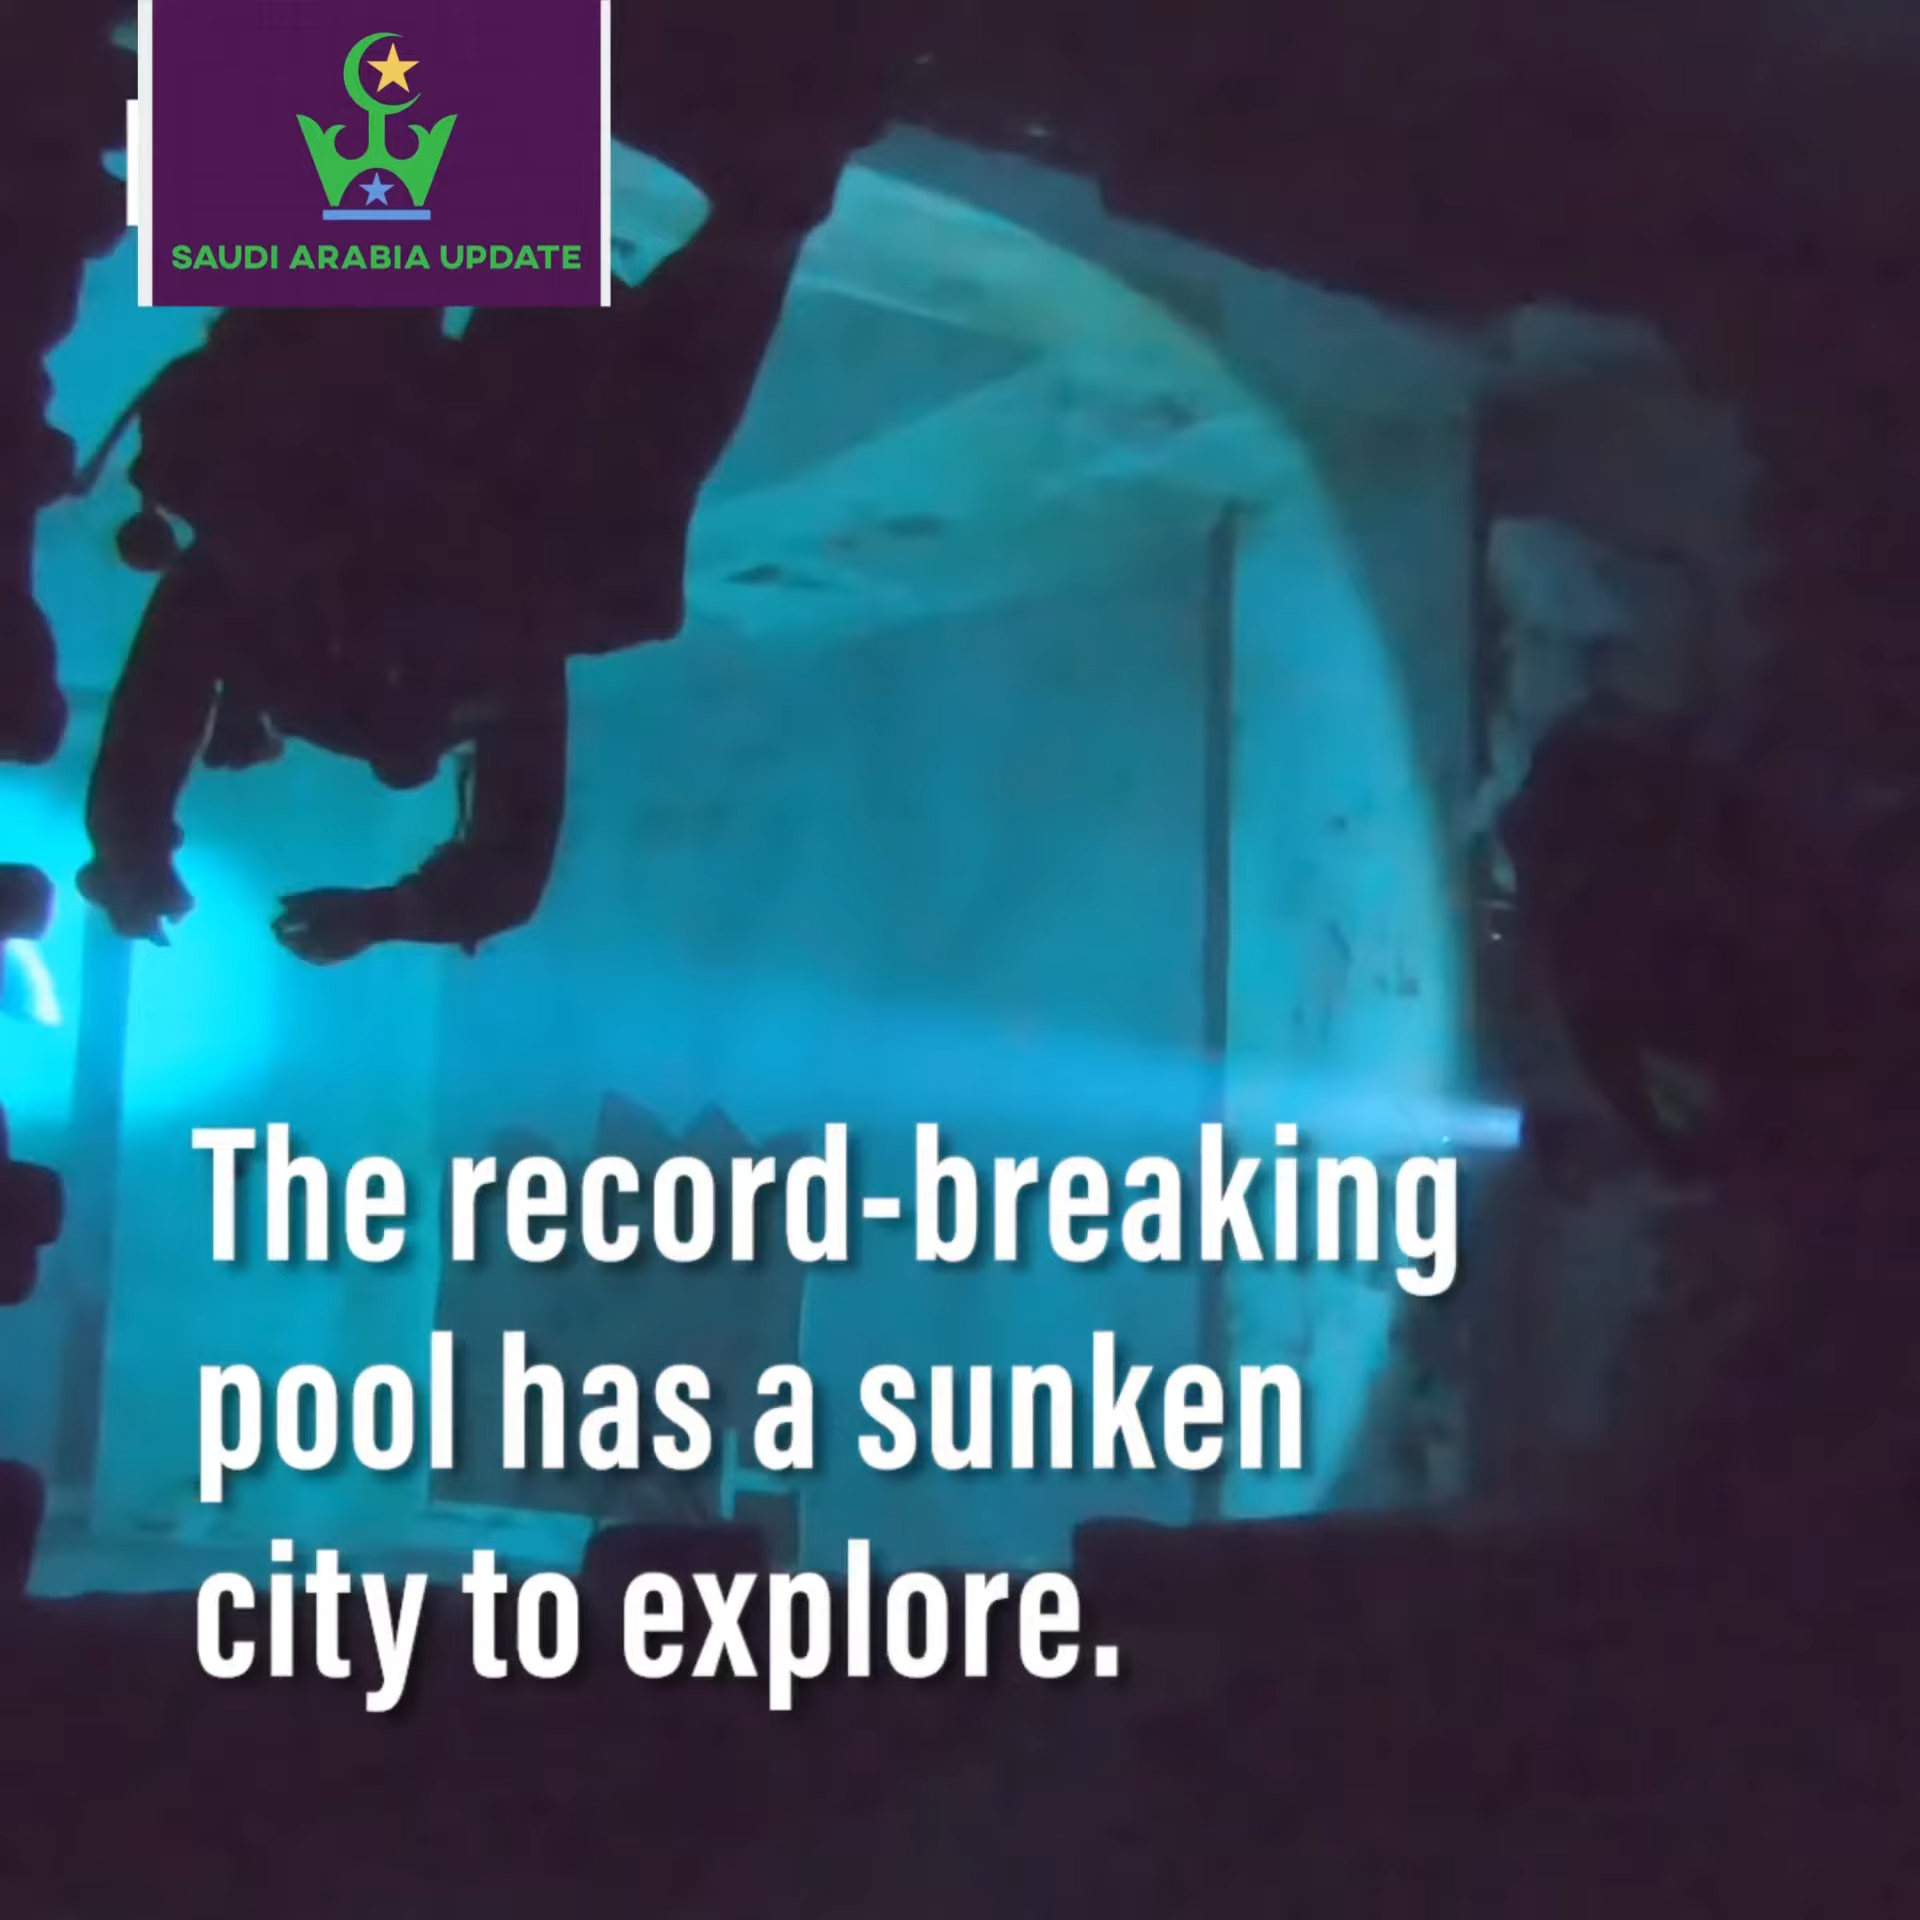 SAUDI ARABIA UPDATE
The record-breaking
pool has a sunken
city to explore.